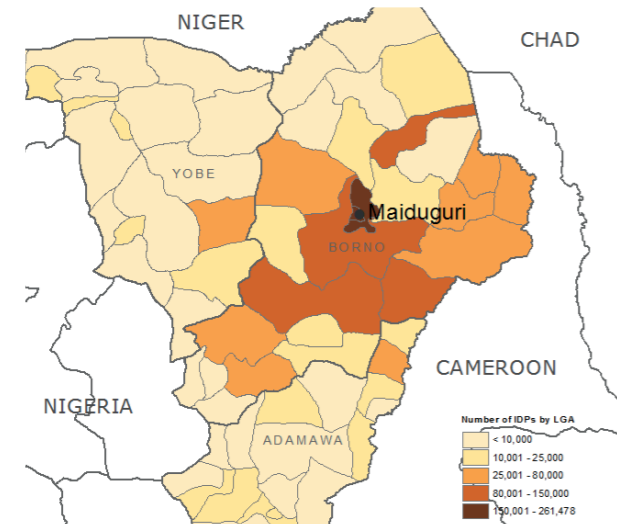 NIGER
CHAD
YOBE
Maiduguri
BORNO
CAMEROON
NIGERIA
ADAMAWA
Number of IDPs by LGA
< 10,000
10,001 - 25,000
25,001 - 80,000
80,001 - 150,000
150,001 - 261,478